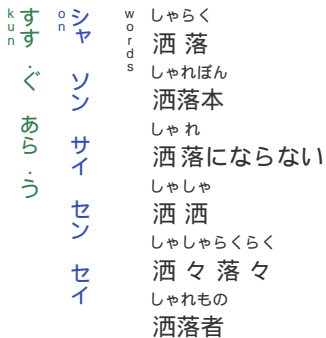 kun
すす.ぐ あら.う
on
シャ ソン サイ セン セイ
words
しゃらく
洒落
しゃれぼん
洒落本
しゃれ
洒落にならない
しゃしゃ
洒洒
しゃしゃらくらく
洒々落々
しゃれもの
洒落者